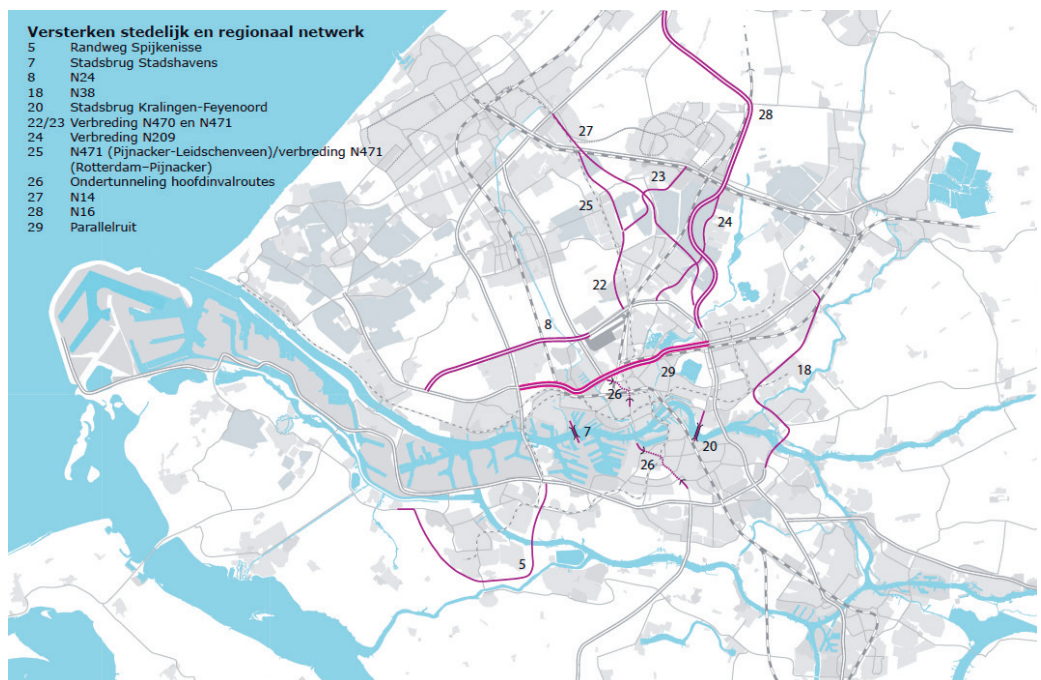 Versterken stedelijk en regionaal netwerk
5 Randweg Spijkenisse
7 Stadsbrug Stadshavens
8 N24
18 N38
20 Stadsbrug Kralingen-Feyenoord
22/23 Verbreding N470 en N471
24 Verbreding N209
25 N471 (Pijnacker-Leidschenveen)/verbreding N471
(Rotterdam–Pijnacker)
26 Ondertunneling hoofdinvalroutes
27 N14
28 N16
29 Parallelruit
27
28
23
25
24
22
8
29
18
26
7
20
26
5